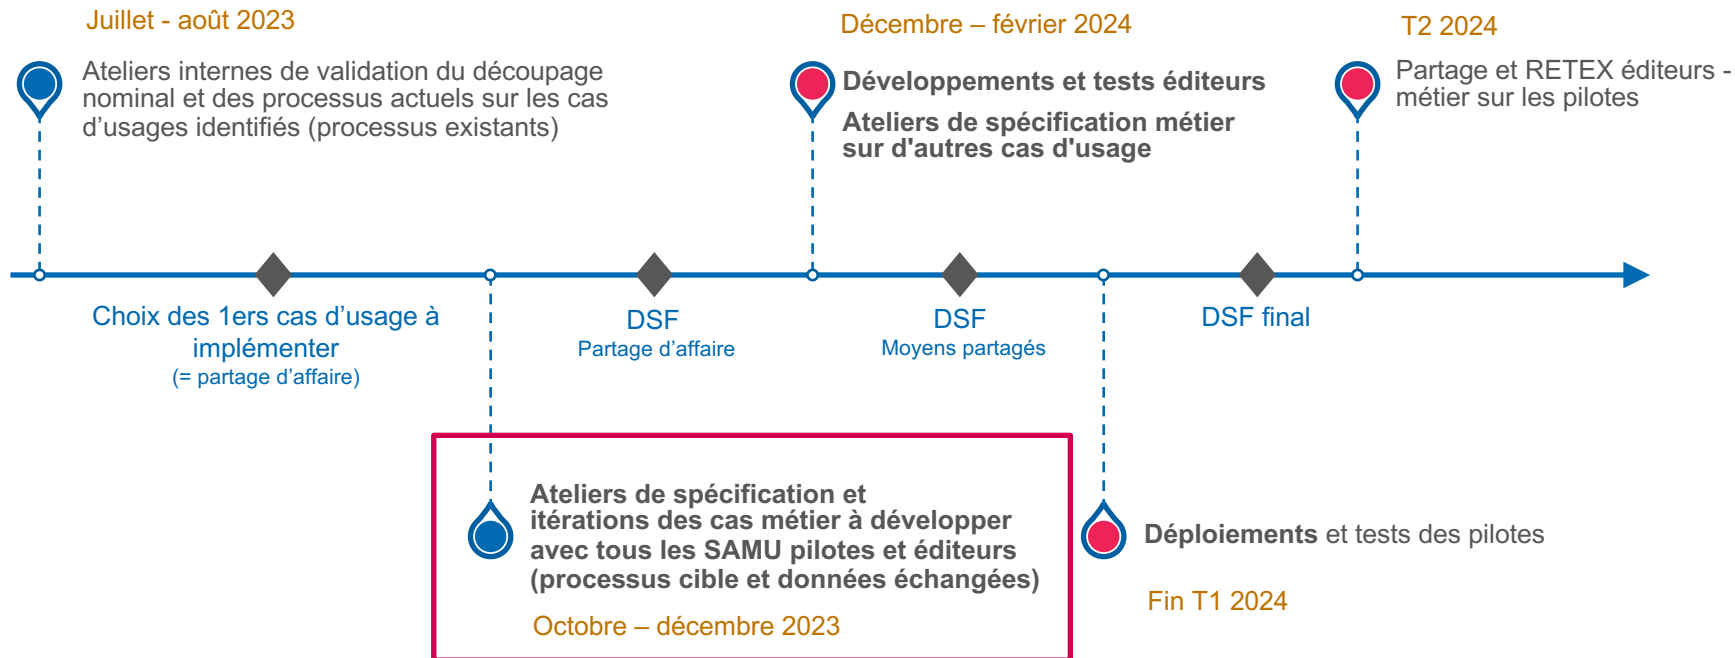 Juillet - août 2023
Ateliers internes de validation du découpage
nominal et des processus actuels sur les cas
d’usages identifiés (processus existants)
Décembre – février 2024
Développements et tests éditeurs
Ateliers de spécification métier
sur d'autres cas d'usage
T2 2024
Partage et RETEX éditeurs -
métier sur les pilotes
Choix des 1ers cas d’usage à
implémenter
(= partage d’affaire)
DSF
Partage d’affaire
DSF
Moyens partagés
DSF final
Ateliers de spécification et
itérations des cas métier à développer
avec tous les SAMU pilotes et éditeurs
(processus cible et données échangées)
Octobre – décembre 2023
Déploiements et tests des pilotes
Fin T1 2024